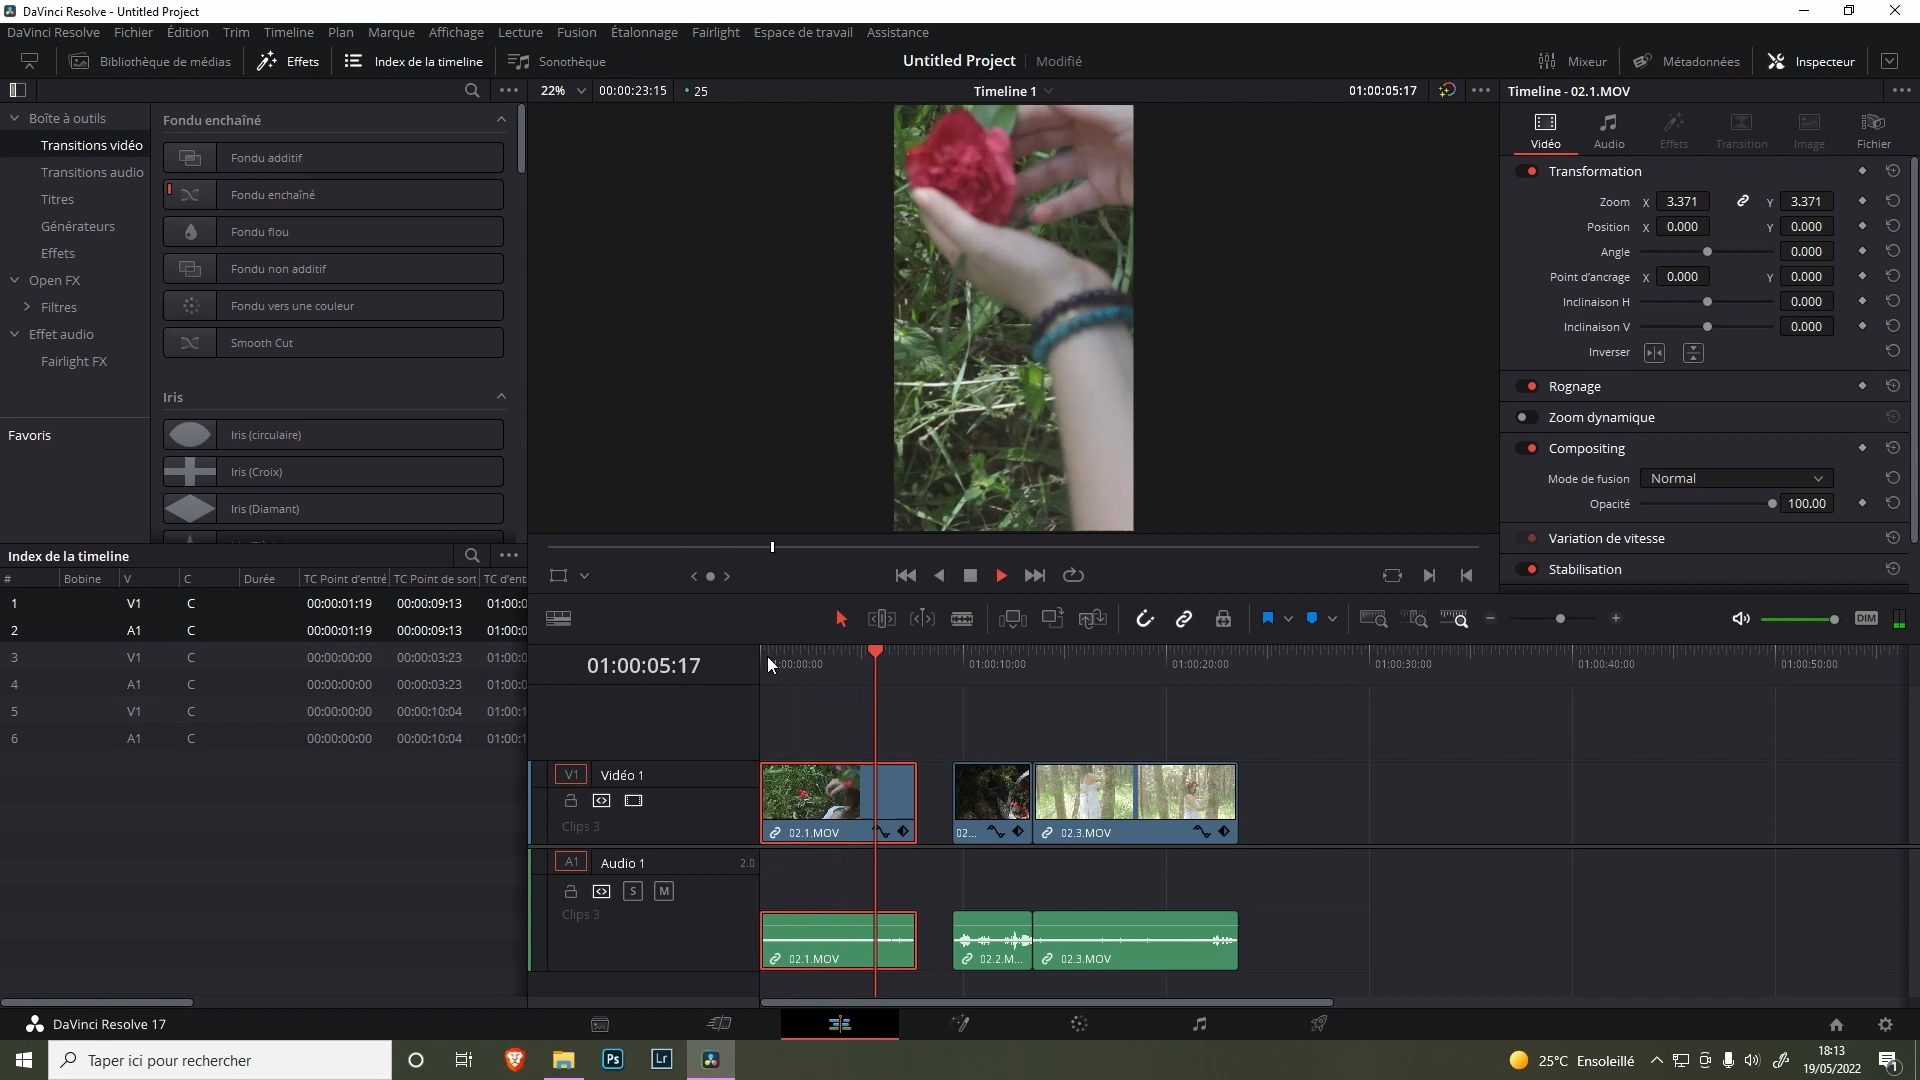 DaVinci Resolve - Untitled Project
DaVinci Resolve Fichier Édition Trim Timeline Plan Marque Affichage Lecture Fusion Étalonnage Fairlight Espace de travail Assistance
Bibliothèque de médias Effets Index de la timeline Sonothèque Untitled Project Modifié Mixeur Métadonnées Inspecteur
22% 00:00:23:15 25 Timeline 1 01:00:05:17 Timeline - 02.1.MOV
Boîte à outils
Transitions vidéo
Transitions audio
Titres
Générateurs
Effets
Open FX
Filtres
Effet audio
Fairlight FX
Favoris
Fondu enchaîné
Fondu additif
Fondu enchaîné
Fondu flou
Fondu non additif
Fondu vers une couleur
Smooth Cut
Iris
Iris (circulaire)
Iris (Croix)
Iris (Diamant)
Vidéo Audio Effets Transition Image Fichier
Transformation
Zoom X 3.371 Y 3.371
Position X 0.000 Y 0.000
Angle 0.000
Point d'ancrage X 0.000 Y 0.000
Inclinaison H 0.000
Inclinaison V 0.000
Inverser
Rognage
Zoom dynamique
Compositing
Mode de fusion Normal
Opacité 100.00
Variation de vitesse
Stabilisation
Index de la timeline
# Bobine V C Durée TC Point d'entré TC Point de sort TC d'ent
1 V1 C 00:00:01:19 00:00:09:13 01:00:0
2 A1 C 00:00:01:19 00:00:09:13 01:00:0
3 V1 C 00:00:00:00 00:00:03:23 01:00:0
4 A1 C 00:00:00:00 00:00:03:23 01:00:0
5 V1 C 00:00:00:00 00:00:10:04 01:00:1
6 A1 C 00:00:00:00 00:00:10:04 01:00:1
DIM
01:00:05:17 :00:00:00 01:00:10:00 01:00:20:00 01:00:30:00 01:00:40:00 01:00:50:00
V1 Vidéo 1
Clips 3
02.1.MOV 02... 02.3.MOV
A1 Audio 1 2.0
S M
Clips 3
02.1.MOV 02.2.M... 02.3.MOV
DaVinci Resolve 17
Taper ici pour rechercher
Ps Lr
25°C Ensoleillé
18:13
19/05/2022
1